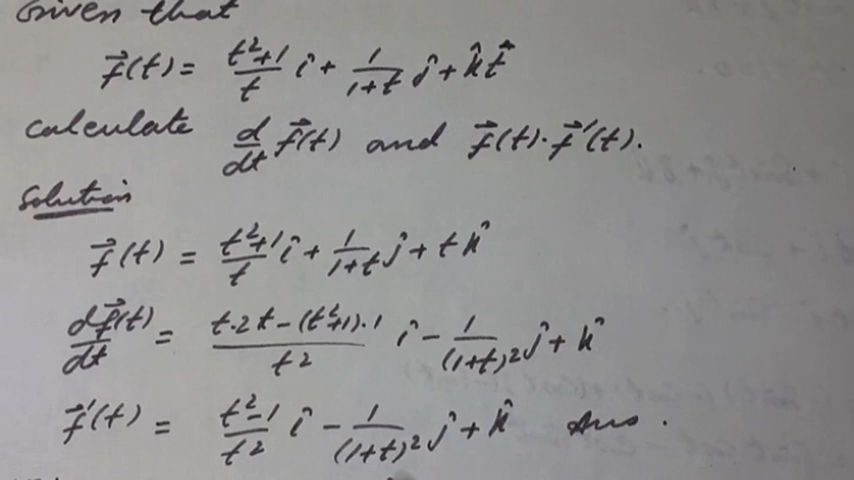 Given that
f⃗(t) = (t²+1)/t î + 1/(1+t) ĵ + k̂ t
calculate d/dt f⃗(t) and f⃗(t)·f⃗'(t).
Solution
f⃗(t) = (t²+1)/t î + 1/(1+t) ĵ + t k̂
df⃗(t)/dt = (t·2t-(t²+1)·1)/t² î - 1/(1+t)² ĵ + k̂
f⃗'(t) = (t²-1)/t² î - 1/(1+t)² ĵ + k̂ Ans.